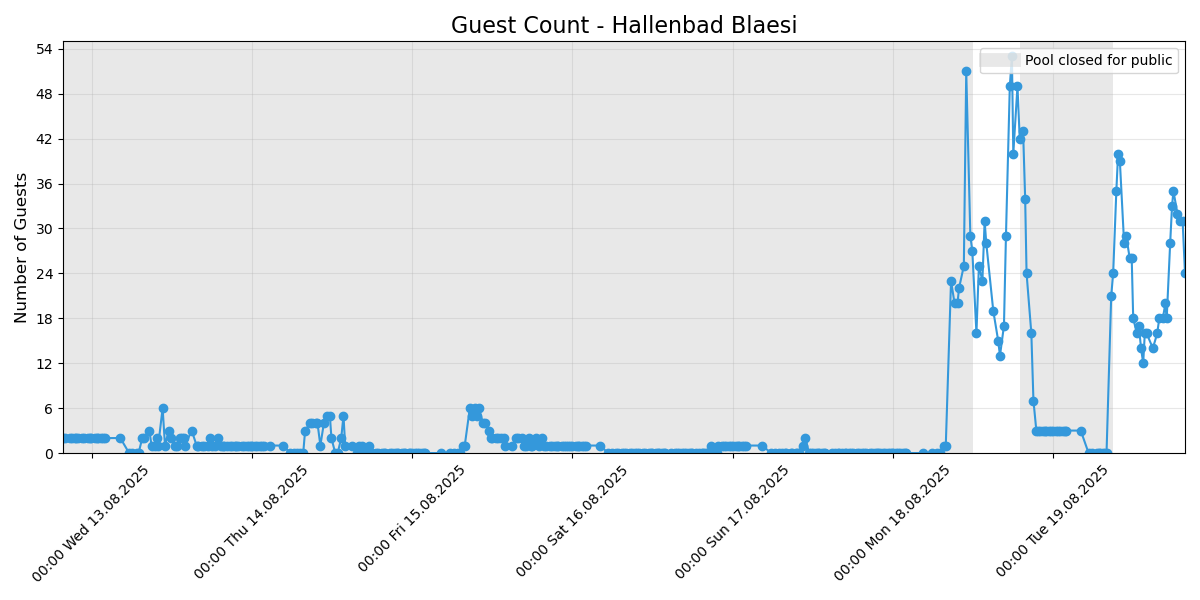 Guest Count - Hallenbad Blaesi
Pool closed for public
Number of Guests
54
48
42
36
30
24
18
12
6
0
00:00 Wed 13.08.2025
00:00 Thu 14.08.2025
00:00 Fri 15.08.2025
00:00 Sat 16.08.2025
00:00 Sun 17.08.2025
00:00 Mon 18.08.2025
00:00 Tue 19.08.2025